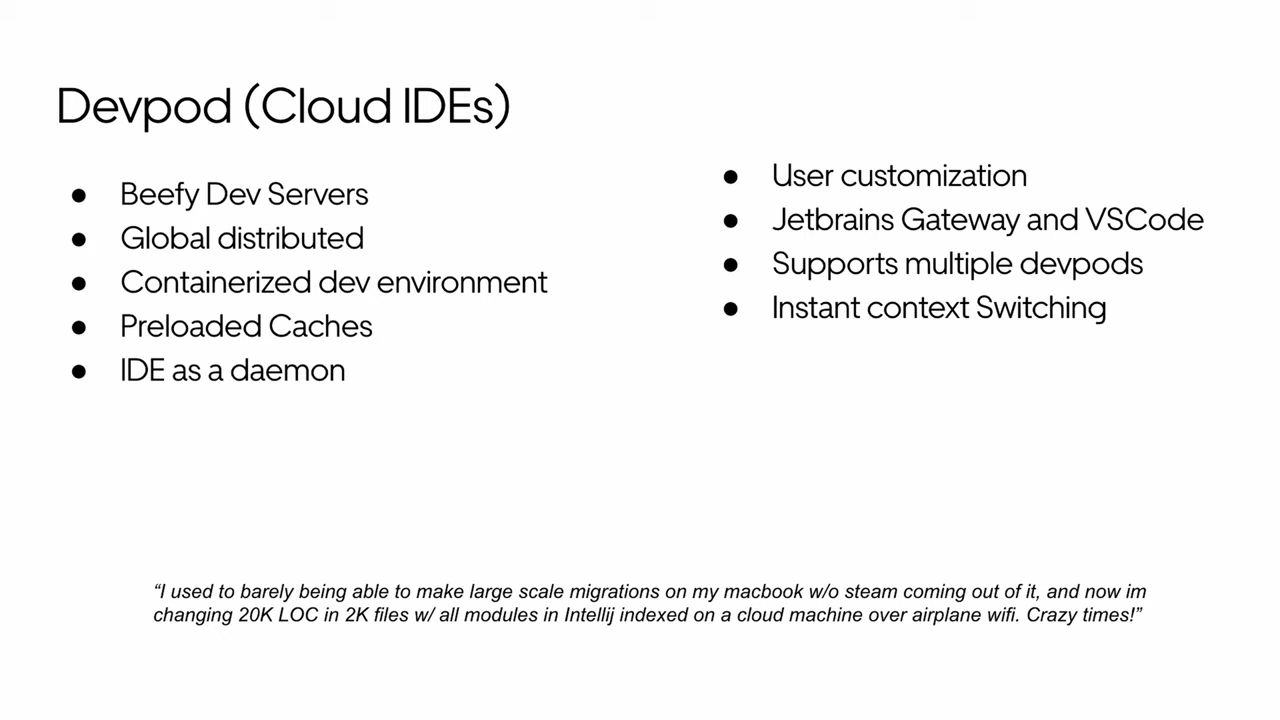 Devpod (Cloud IDEs)
● Beefy Dev Servers
● Global distributed
● Containerized dev environment
● Preloaded Caches
● IDE as a daemon
● User customization
● Jetbrains Gateway and VSCode
● Supports multiple devpods
● Instant context Switching
“I used to barely being able to make large scale migrations on my macbook w/o steam coming out of it, and now im
changing 20K LOC in 2K files w/ all modules in Intellij indexed on a cloud machine over airplane wifi. Crazy times!”